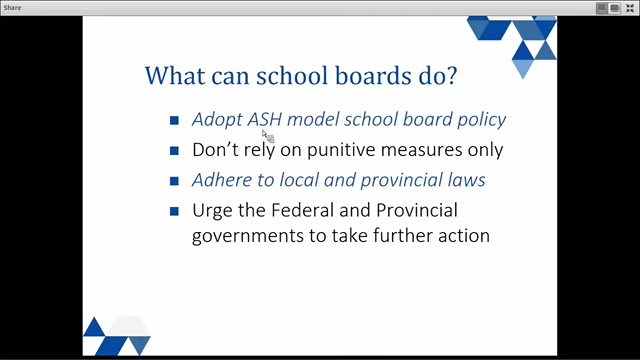 Share
What can school boards do?
Adopt ASH model school board policy
Don't rely on punitive measures only
Adhere to local and provincial laws
Urge the Federal and Provincial
governments to take further action